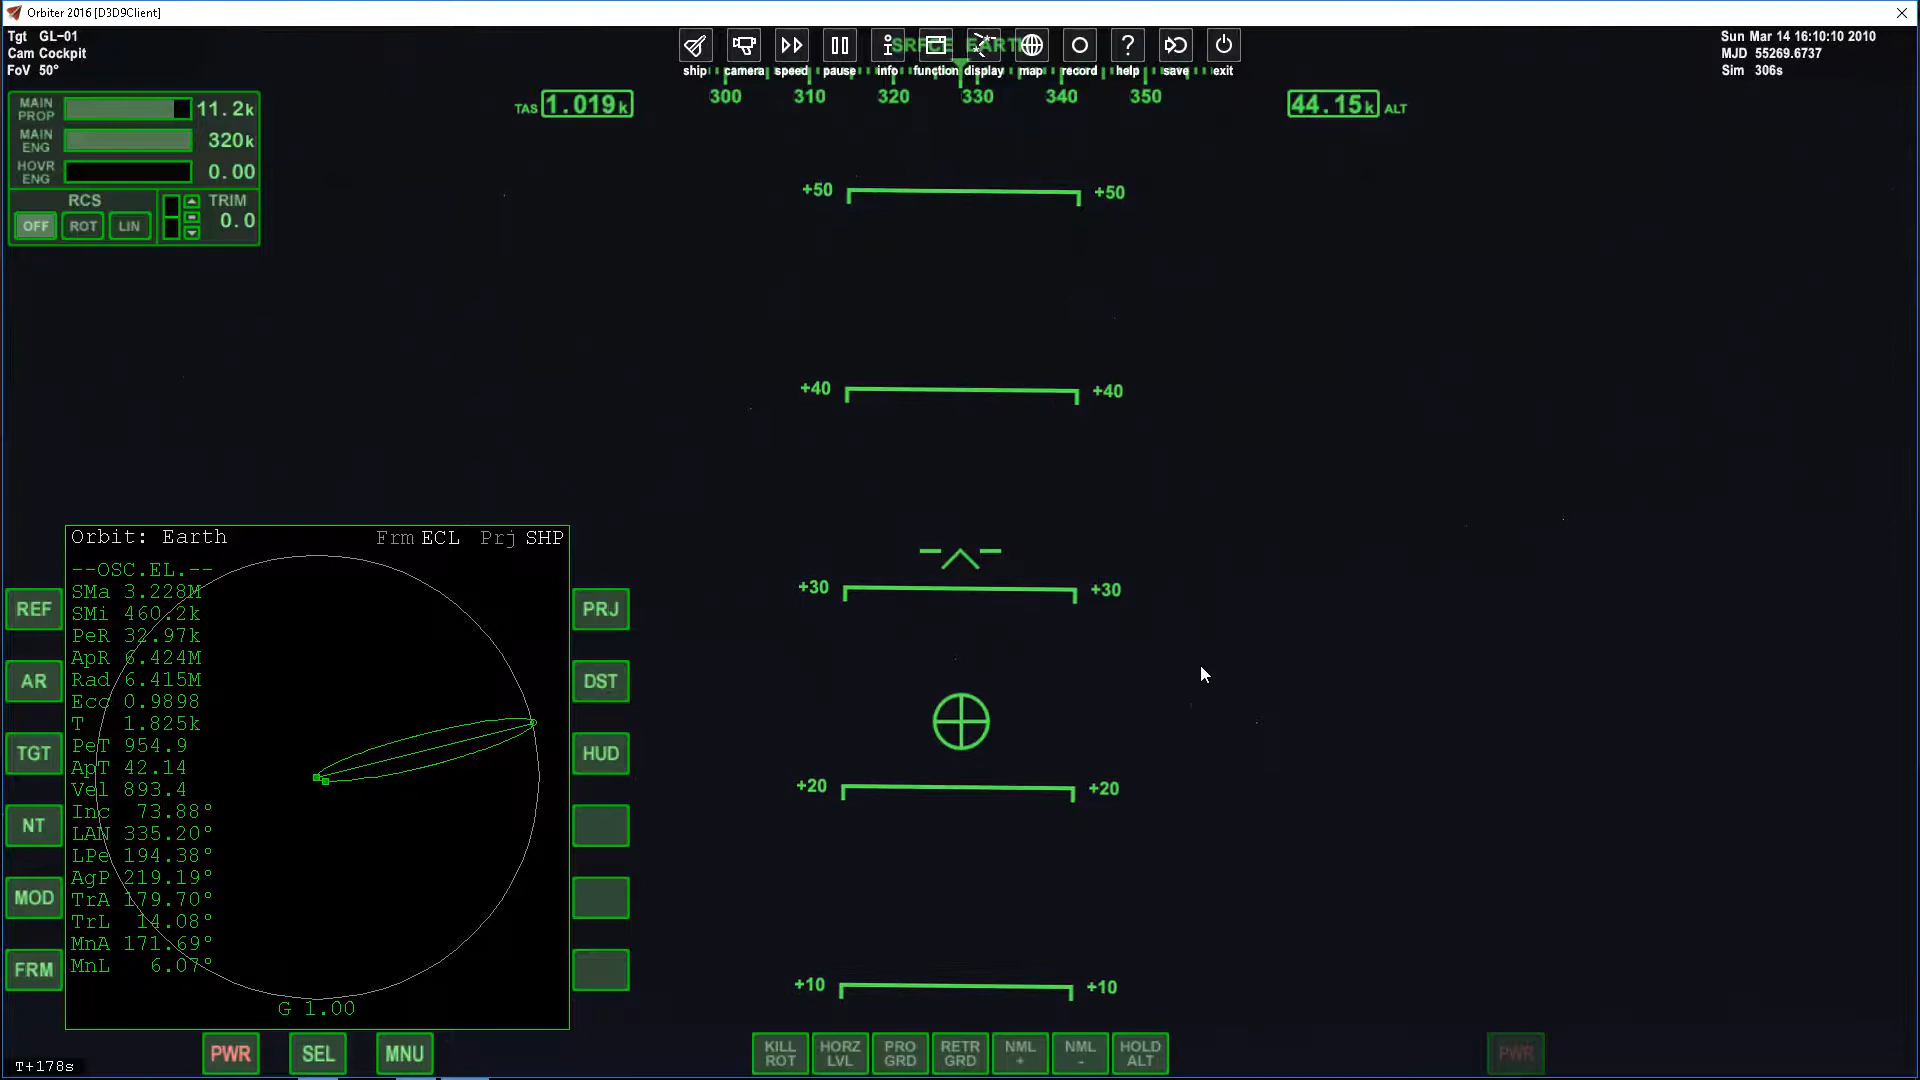 Orbiter 2016 [D3D9Client]
Tgt GL-01
Cam Cockpit
FoV 50°
ship camera speed pause info function display map record help save exit
SRFCE EARTH
Sun Mar 14 16:10:10 2010
MJD 55269.6737
Sim 306s
300 310 320 330 340 350
TAS 1.019k
44.15k ALT
MAIN PROP 11.2k
MAIN ENG 320k
HOVR ENG 0.00
RCS
OFF ROT LIN
TRIM
0.0
+50 +50
+40 +40
+30 +30
+20 +20
+10 +10
Orbit: Earth Frm ECL Prj SHP
--OSC.EL.--
SMa 3.228M
SMi 460.2k
PeR 32.97k
ApR 6.424M
Rad 6.415M
Ecc 0.9898
T 1.825k
PeT 954.9
ApT 42.14
Vel 893.4
Inc 73.88°
LAN 335.20°
LPe 194.38°
AgP 219.19°
TrA 179.70°
TrL 14.08°
MnA 171.69°
MnL 6.07°
G 1.00
REF
AR
TGT
NT
MOD
FRM
PRJ
DST
HUD
PWR SEL MNU
KILL ROT
HORZ LVL
PRO GRD
RETR GRD
NML +
NML -
HOLD ALT
PWR
T+178s